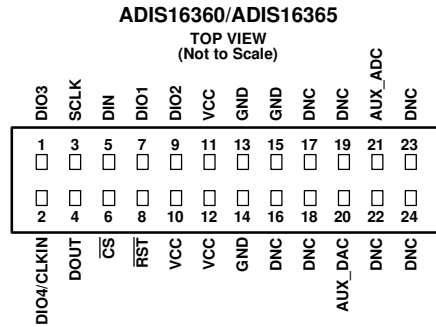 ADIS16360/ADIS16365
TOP VIEW
(Not to Scale)
DIO3 SCLK DIN DIO1 DIO2 VCC GND GND DNC DNC AUX_ADC DNC
1 3 5 7 9 11 13 15 17 19 21 23
2 4 6 8 10 12 14 16 18 20 22 24
DIO4/CLKIN DOUT CS RST VCC VCC GND DNC DNC AUX_DAC DNC DNC